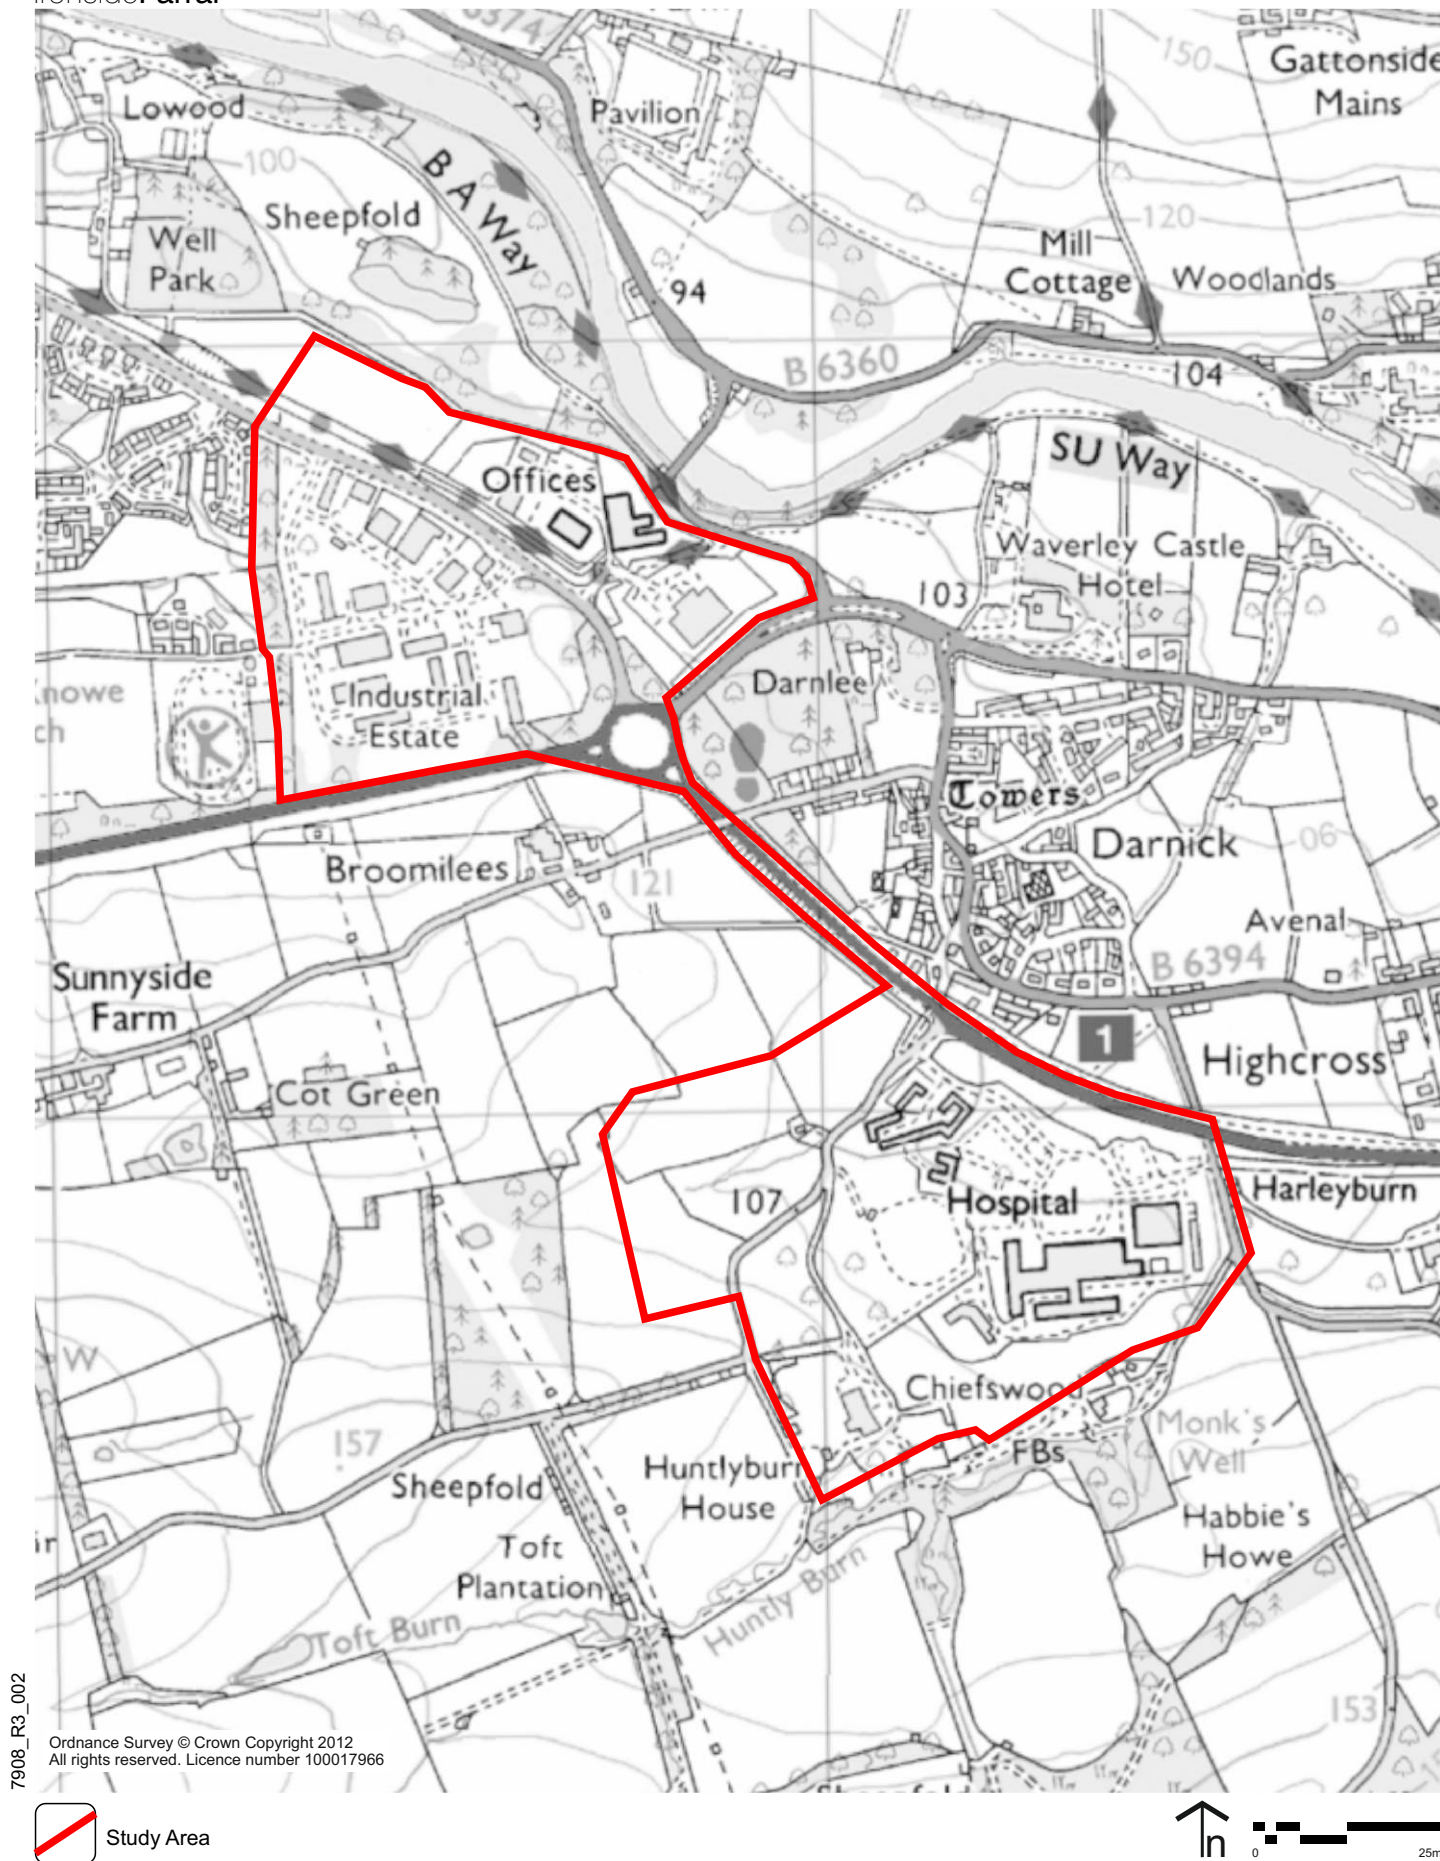 Gattonside
Mains
150
Lowood
Pavilion
100
B A Way
Sheepfold
120
Well
Park
Mill
Cottage
Woodlands
94
B 6360
104
SU Way
Offices
Waverley Castle
Hotel
103
Darnlee
Industrial
Estate
Towers
Darnick
90
Broomilees
121
Avenal
B 6394
Sunnyside
Farm
1
Highcross
Cot Green
Harleyburn
107
Hospital
W
Chiefswood
Monk's
Well
157
FBs
Sheepfold
Huntlyburn
House
Habbie's
Howe
Toft
Plantation
Huntly Burn
Toft Burn
153
7908_R3_002
Ordnance Survey © Crown Copyright 2012
All rights reserved. Licence number 100017966
Study Area
n
0
25m